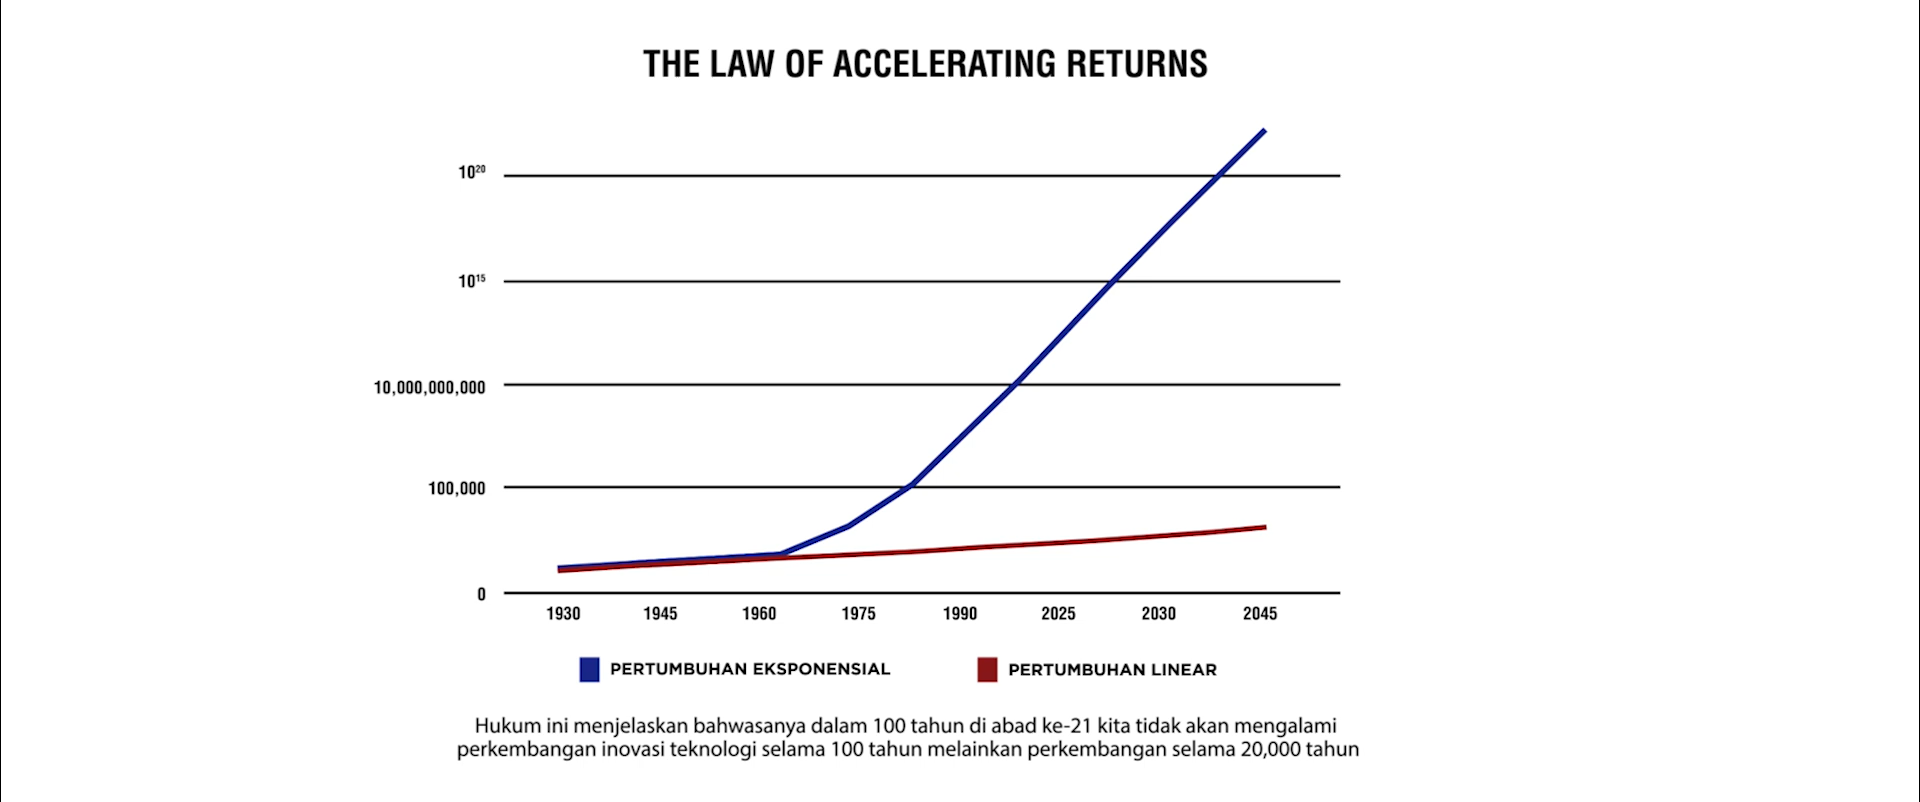 THE LAW OF ACCELERATING RETURNS
10²⁰
10¹⁵
10,000,000,000
100,000
0
1930 1945 1960 1975 1990 2025 2030 2045
PERTUMBUHAN EKSPONENSIAL PERTUMBUHAN LINEAR
Hukum ini menjelaskan bahwasanya dalam 100 tahun di abad ke-21 kita tidak akan mengalami
perkembangan inovasi teknologi selama 100 tahun melainkan perkembangan selama 20,000 tahun